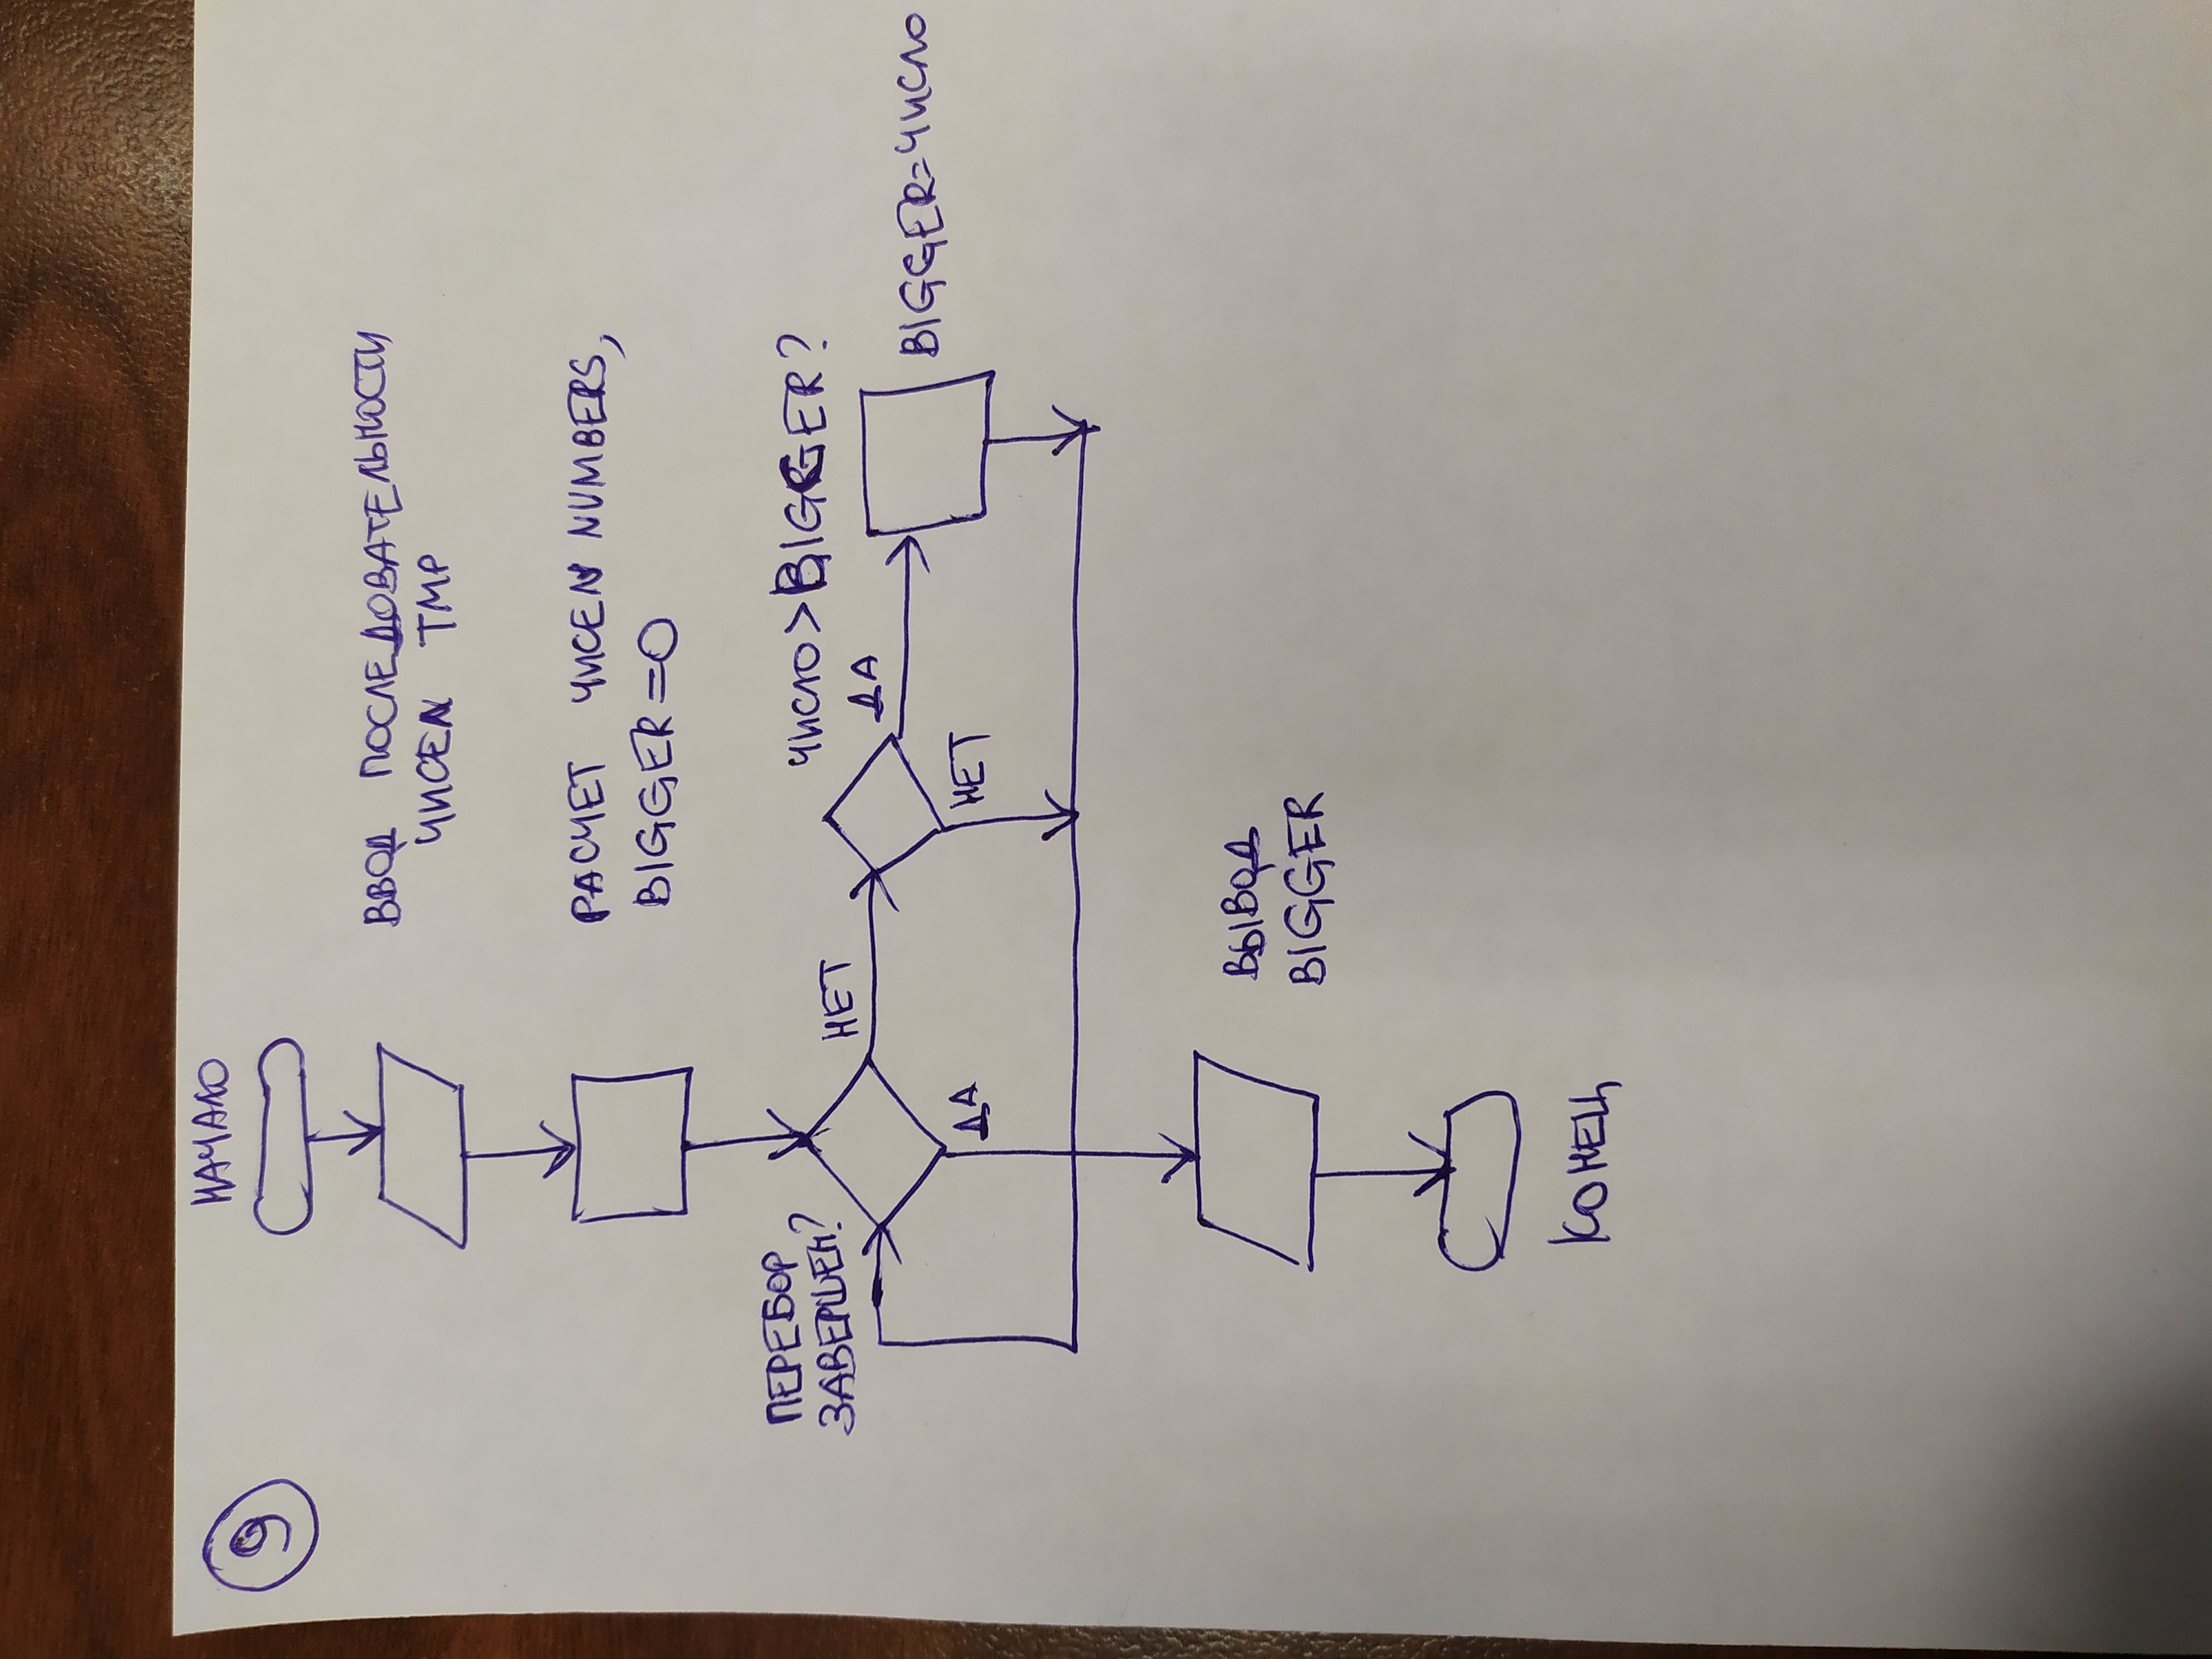 9
НАЧАЛО
ВВОД ПОСЛЕДОВАТЕЛЬНОСТИ
ЧИСЕЛ TMP
РАСЧЕТ ЧИСЕЛ NUMBERS,
BIGGER=0
ПЕРЕБОР
ЗАВЕРШЕН?
НЕТ
ЧИСЛО>BIGGER?
ДА
BIGGER=ЧИСЛО
ДА
НЕТ
ВЫВОД
BIGGER
КОНЕЦ